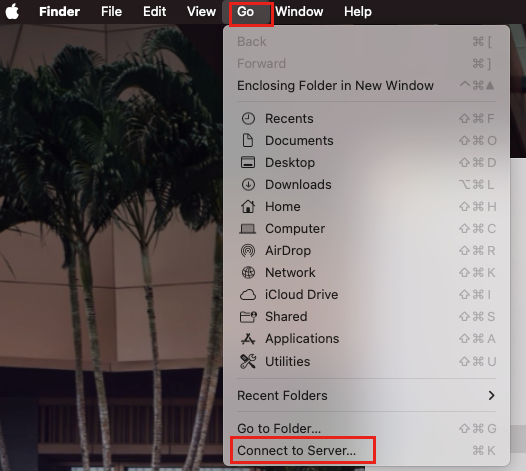 Finder File Edit View Go Window Help
Back ⌘[
Forward ⌘]
Enclosing Folder in New Window ^⌘▲
Recents ⇧⌘F
Documents ⇧⌘O
Desktop ⇧⌘D
Downloads ⌥⌘L
Home ⇧⌘H
Computer ⇧⌘C
AirDrop ⇧⌘R
Network ⇧⌘K
iCloud Drive ⇧⌘I
Shared ⇧⌘S
Applications ⇧⌘A
Utilities ⇧⌘U
Recent Folders
Go to Folder... ⇧⌘G
Connect to Server... ⌘K